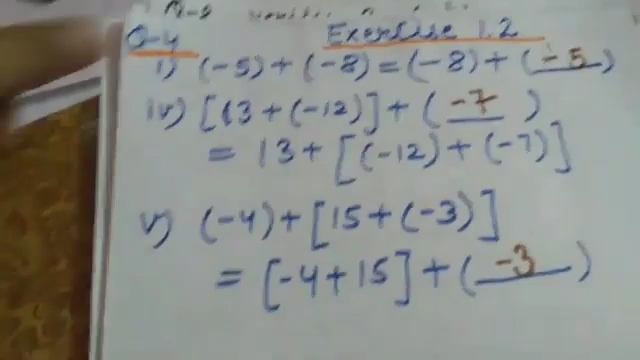 Q-4 Exercise 1.2
i) (-5) + (-8) = (-8) + (-5)
iv) [13 + (-12)] + (-7)
= 13 + [(-12) + (-7)]
v) (-4) + [15 + (-3)]
= [-4 + 15] + (-3)